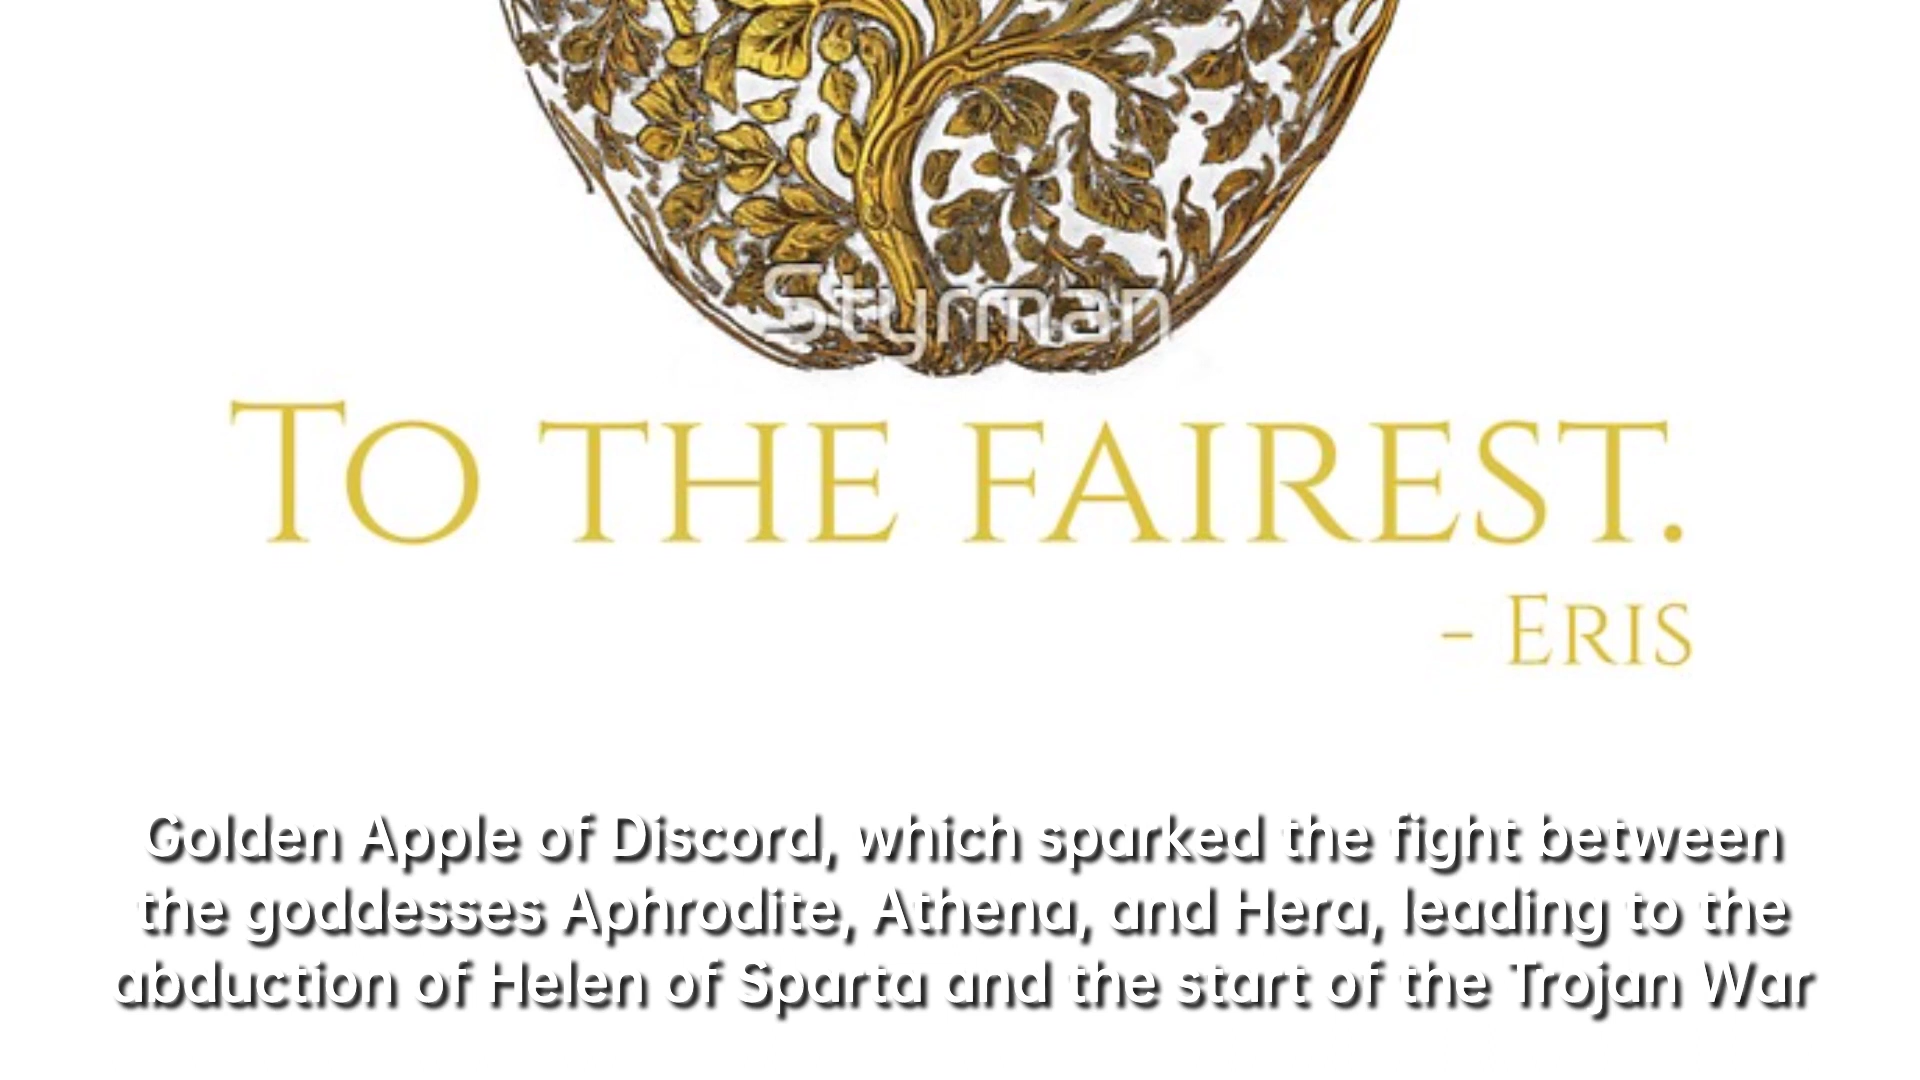 Styrman
To the fairest.
- Eris
Golden Apple of Discord, which sparked the fight between
the goddesses Aphrodite, Athena, and Hera, leading to the
abduction of Helen of Sparta and the start of the Trojan War